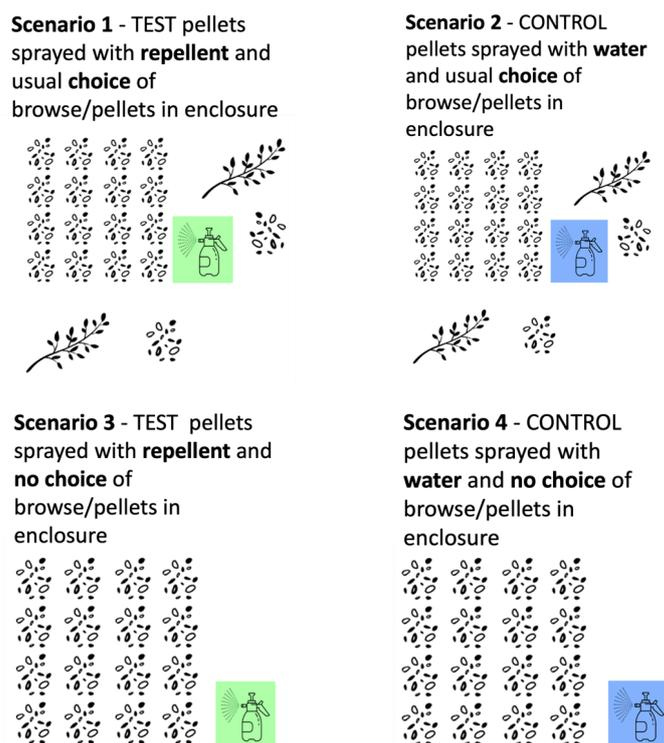 Scenario 1 - TEST pellets
sprayed with repellent and
usual choice of
browse/pellets in enclosure
Scenario 2 - CONTROL
pellets sprayed with water
and usual choice of
browse/pellets in
enclosure
Scenario 3 - TEST  pellets
sprayed with repellent and
no choice of
browse/pellets in
enclosure
Scenario 4 - CONTROL
pellets sprayed with
water and no choice of
browse/pellets in
enclosure